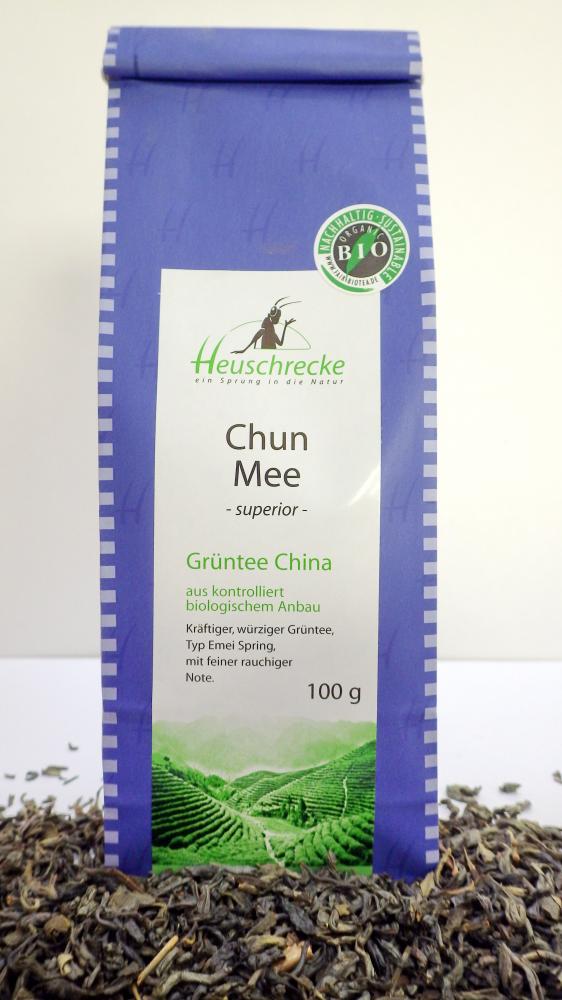 NACHHALTIG · SUSTAINABLE
ORGANIC
BIO
Heuschrecke
ein Sprung in die Natur
Chun
Mee
- superior -
Grüntee China
aus kontrolliert
biologischem Anbau
Kräftiger, würziger Grüntee,
Typ Emei Spring,
mit feiner rauchiger
Note.
100 g